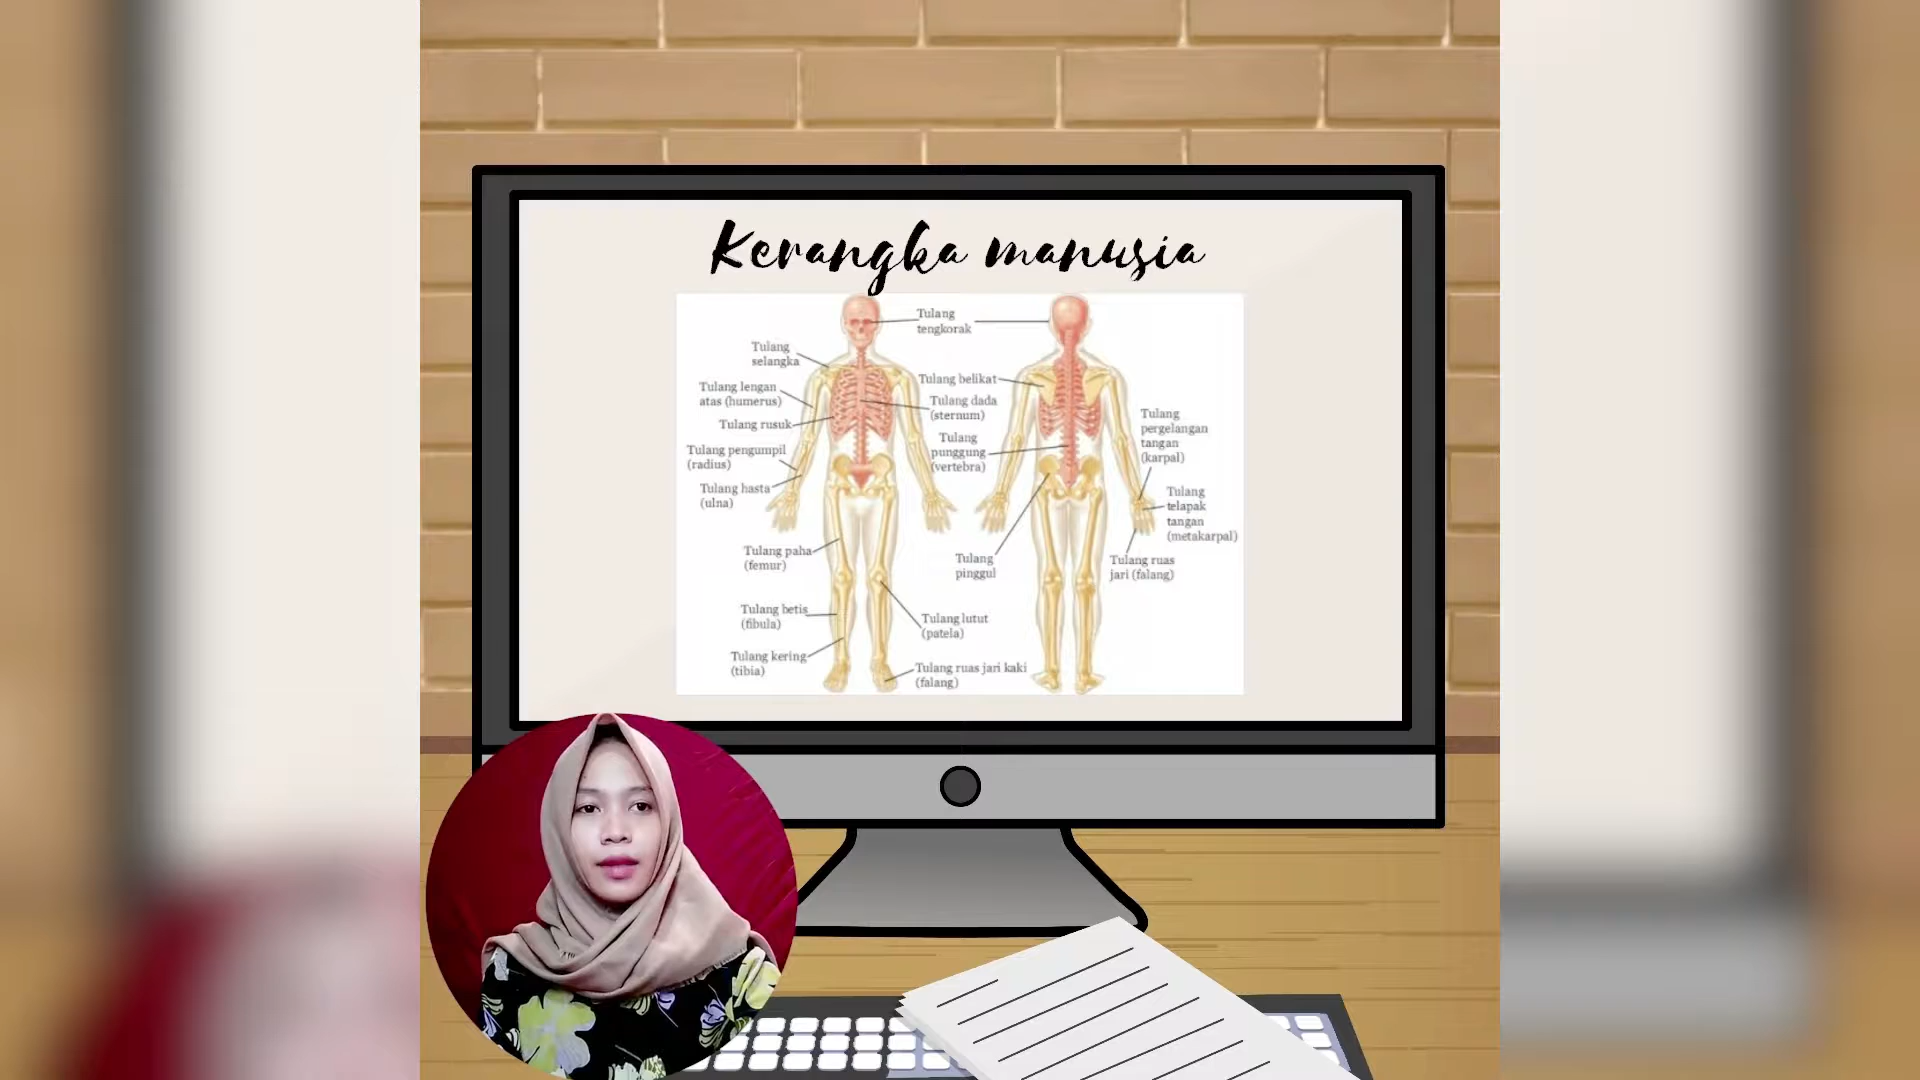 Kerangka manusia
Tulang
tengkorak
Tulang
selangka
Tulang lengan
atas (humerus)
Tulang rusuk
Tulang pengumpil
(radius)
Tulang hasta
(ulna)
Tulang paha
(femur)
Tulang betis
(fibula)
Tulang kering
(tibia)
Tulang belikat
Tulang dada
(sternum)
Tulang
punggung
(vertebra)
Tulang
pinggul
Tulang lutut
(patela)
Tulang ruas jari kaki
(falang)
Tulang
pergelangan
tangan
(karpal)
Tulang
telapak
tangan
(metakarpal)
Tulang ruas
jari (falang)